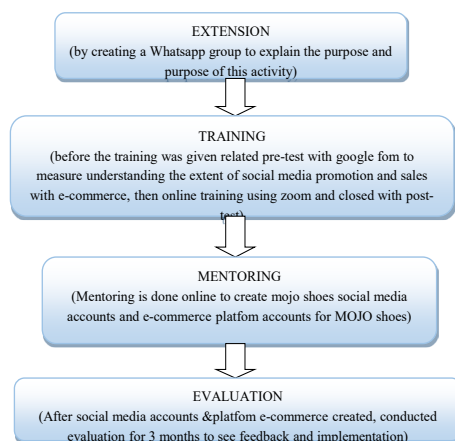 EXTENSION
(by creating a Whatsapp group to explain the purpose and
purpose of this activity)
TRAINING
(before the training was given related pre-test with google fom to
measure understanding the extent of social media promotion and sales
with e-commerce, then online training using zoom and closed with post-
test)
MENTORING
(Mentoring is done online to create mojo shoes social media
accounts and e-commerce platfom accounts for MOJO shoes)
EVALUATION
(After social media accounts &platfom e-commerce created, conducted
evaluation for 3 months to see feedback and implementation)